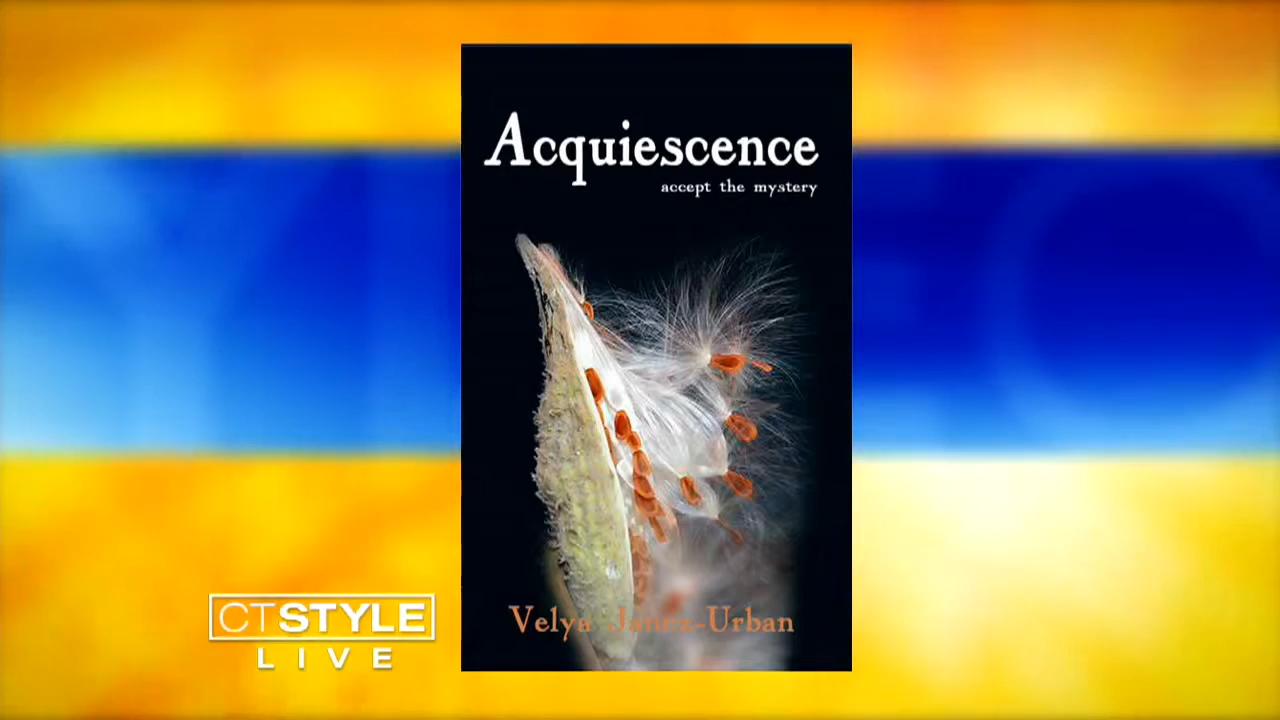 Acquiescence
accept the mystery
Velya Jancz-Urban
CTSTYLE
LIVE